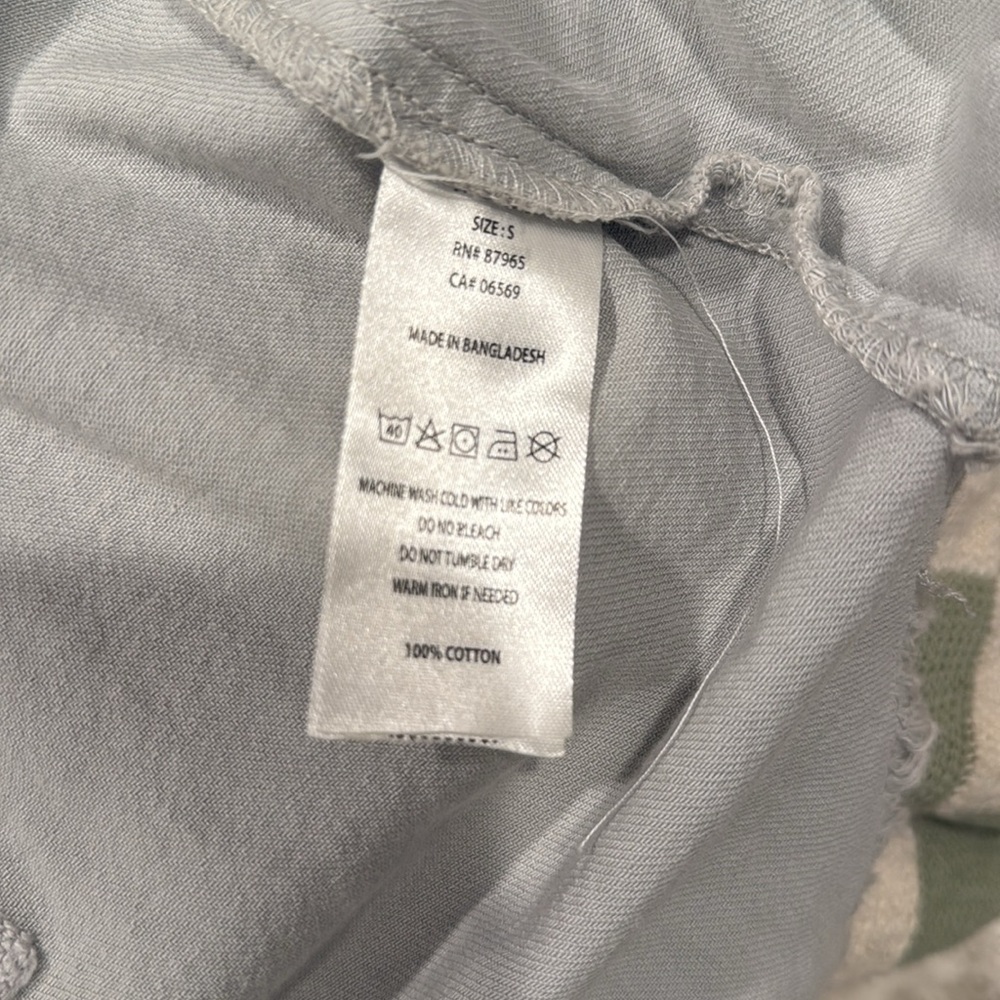 SIZE : S
RN# 87965
CA# 06569
MADE IN BANGLADESH
40
MACHINE WASH COLD WITH LIKE COLORS
DO NO BLEACH
DO NOT TUMBLE DRY
WARM IRON IF NEEDED
100% COTTON